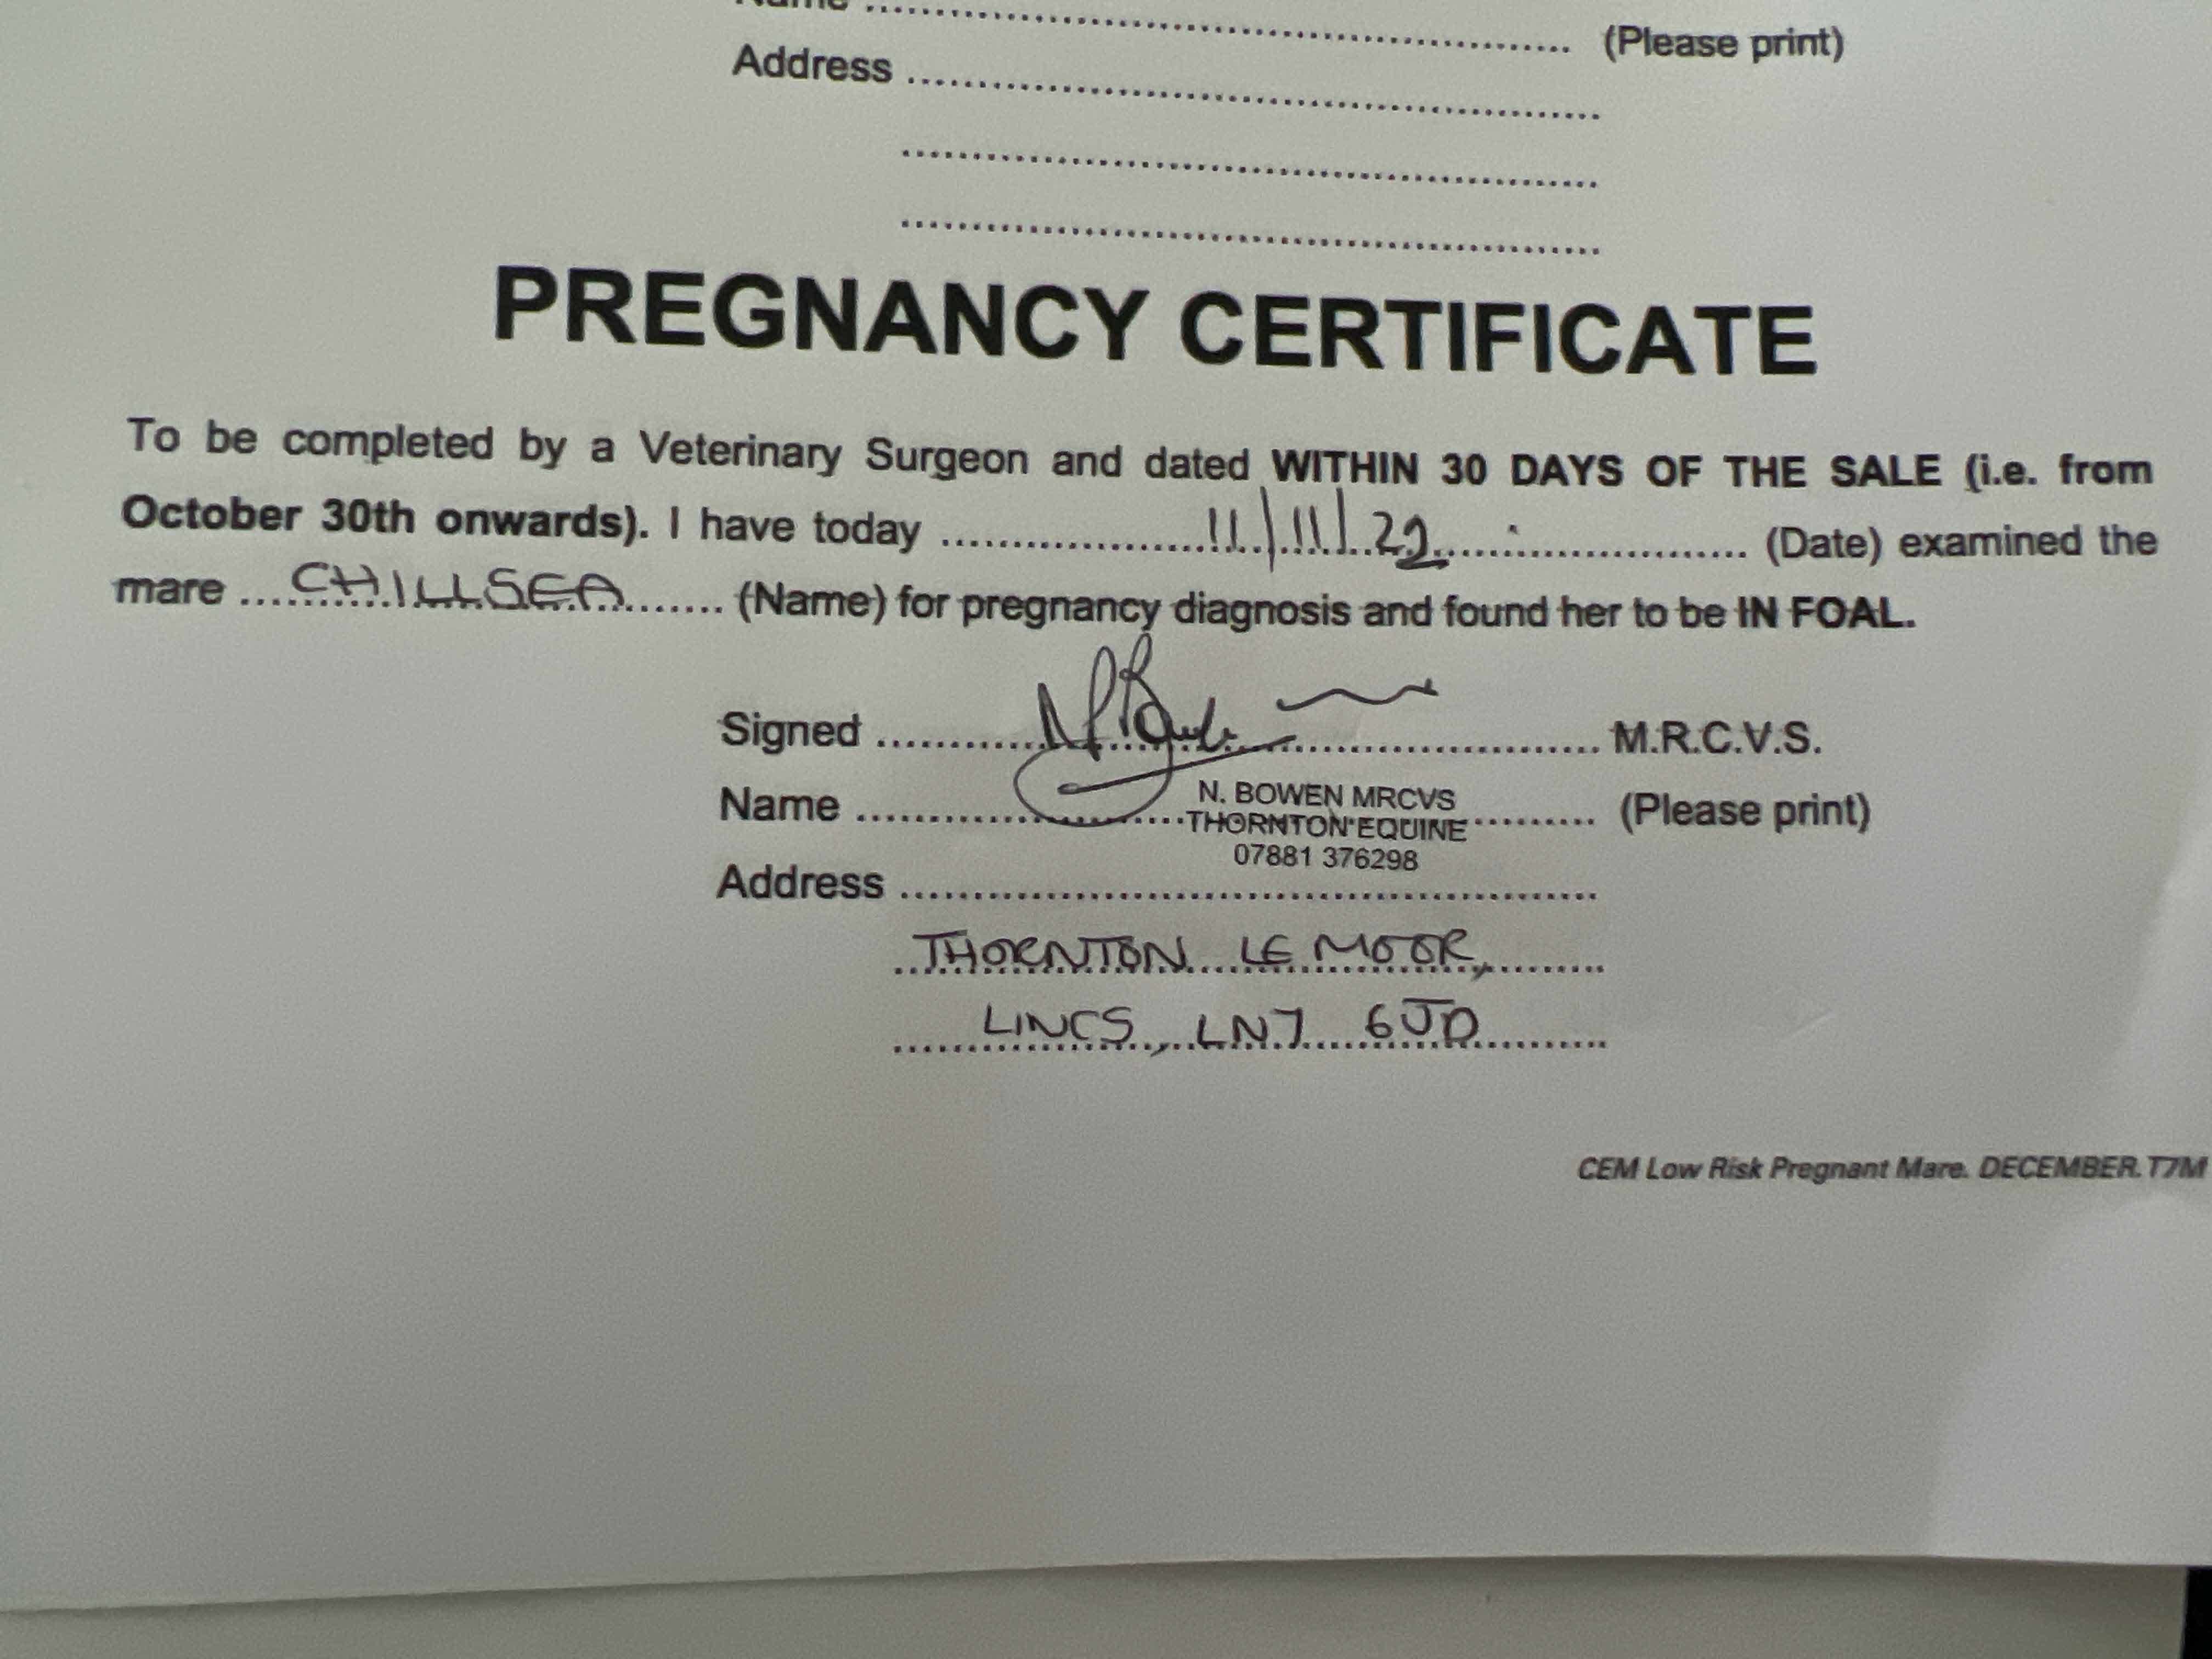 Name ........................................ (Please print)
Address ........................................
........................................
........................................
PREGNANCY CERTIFICATE
To be completed by a Veterinary Surgeon and dated WITHIN 30 DAYS OF THE SALE (i.e. from
October 30th onwards). I have today .......... 11/11/22 .......... (Date) examined the
mare .... CHILLSEA .... (Name) for pregnancy diagnosis and found her to be IN FOAL.
Signed ........................................ M.R.C.V.S.
N. BOWEN MRCVS
Name .......... THORNTON EQUINE .......... (Please print)
07881 376298
Address ........................................
THORNTON LE MOOR,
LINCS, LN7 6JD
CEM Low Risk Pregnant Mare. DECEMBER.T7M